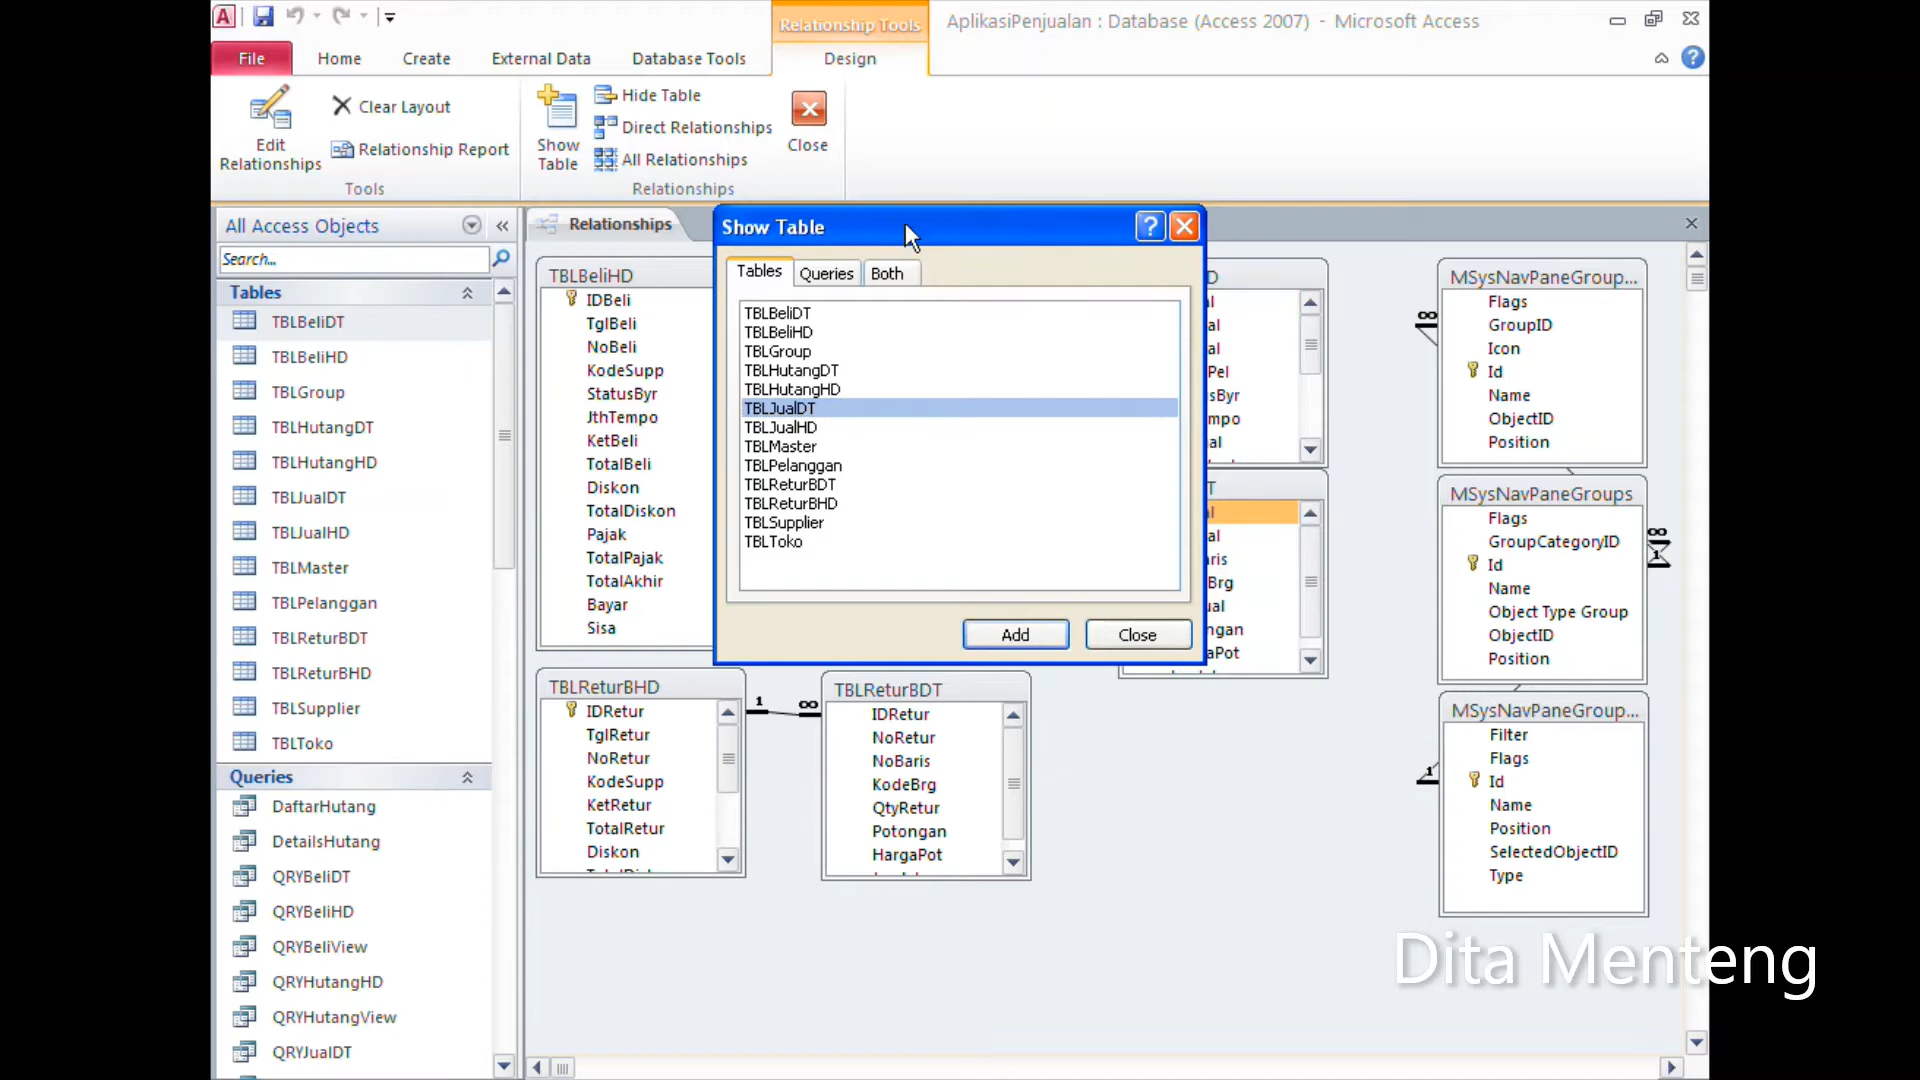 Relationship Tools
AplikasiPenjualan : Database (Access 2007) - Microsoft Access
File Home Create External Data Database Tools Design
Edit Relationships
Clear Layout
Relationship Report
Tools
Show Table
Hide Table
Direct Relationships
All Relationships
Close
Relationships
All Access Objects
Search...
Tables
TBLBeliDT
TBLBeliHD
TBLGroup
TBLHutangDT
TBLHutangHD
TBLJualDT
TBLJualHD
TBLMaster
TBLPelanggan
TBLReturBDT
TBLReturBHD
TBLSupplier
TBLToko
Queries
DaftarHutang
DetailsHutang
QRYBeliDT
QRYBeliHD
QRYBeliView
QRYHutangHD
QRYHutangView
QRYJualDT
Relationships
TBLBeliHD
IDBeli
TglBeli
NoBeli
KodeSupp
StatusByr
JthTempo
KetBeli
TotalBeli
Diskon
TotalDiskon
Pajak
TotalPajak
TotalAkhir
Bayar
Sisa
Show Table
Tables Queries Both
TBLBeliDT
TBLBeliHD
TBLGroup
TBLHutangDT
TBLHutangHD
TBLJualDT
TBLJualHD
TBLMaster
TBLPelanggan
TBLReturBDT
TBLReturBHD
TBLSupplier
TBLToko
Add Close
TBLReturBHD
IDRetur
TglRetur
NoRetur
KodeSupp
KetRetur
TotalRetur
Diskon
1 ∞
TBLReturBDT
IDRetur
NoRetur
NoBaris
KodeBrg
QtyRetur
Potongan
HargaPot
MSysNavPaneGroup...
Flags
GroupID
Icon
Id
Name
ObjectID
Position
MSysNavPaneGroups
Flags
GroupCategoryID
Id
Name
Object Type Group
ObjectID
Position
MSysNavPaneGroup...
Filter
Flags
Id
Name
Position
SelectedObjectID
Type
Dita Menteng